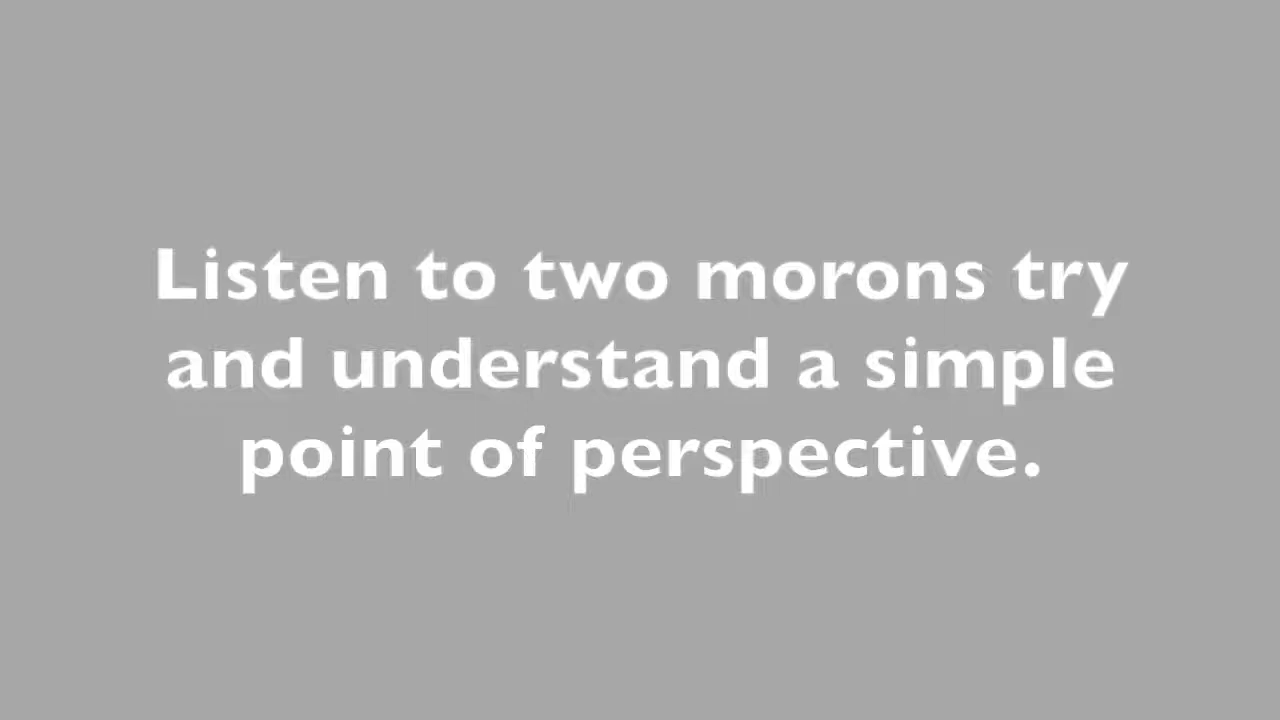 Listen to two morons try
and understand a simple
point of perspective.